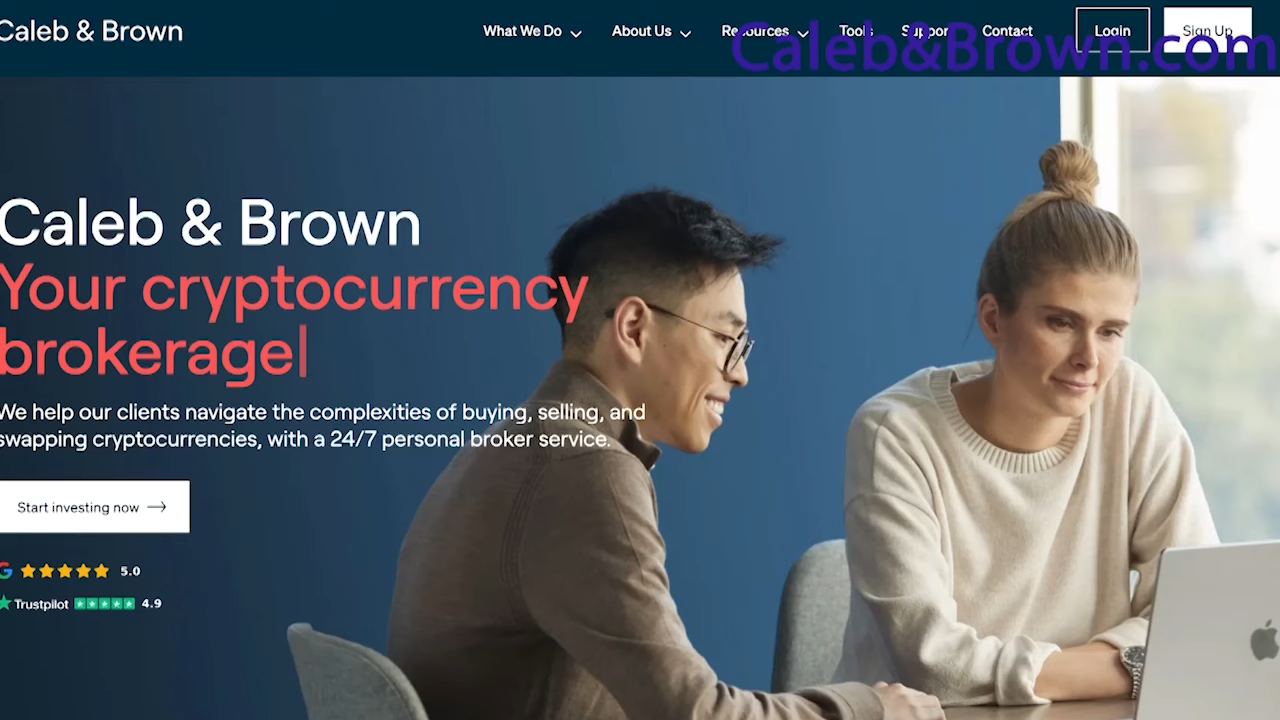 Caleb & Brown
What We Do
About Us
Resources
Tools
Support
Contact
Login
Sign Up
Caleb&Brown.com
Caleb & Brown
Your cryptocurrency
brokerage|
We help our clients navigate the complexities of buying, selling, and
swapping cryptocurrencies, with a 24/7 personal broker service.
Start investing now →
5.0
Trustpilot 4.9